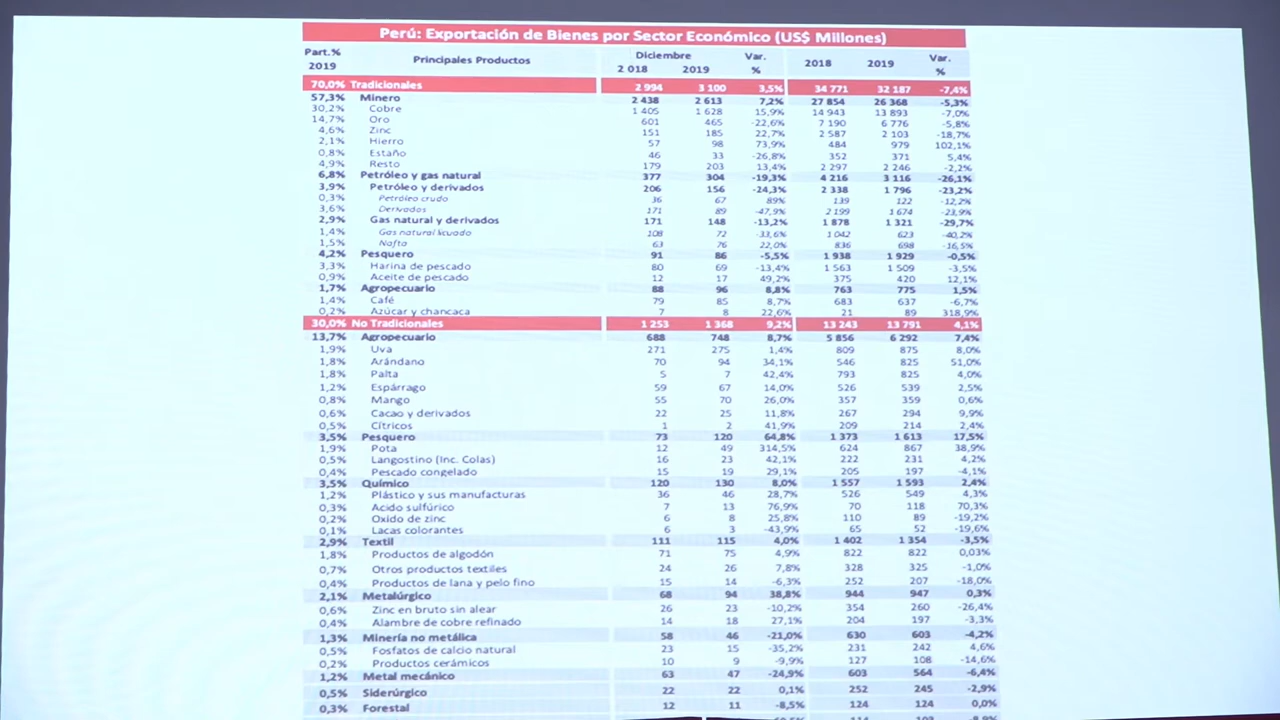 Perú: Exportación de Bienes por Sector Económico (US$ Millones)
Part.% 2019 Principales Productos Diciembre 2 018 2019 Var. % 2018 2019 Var. %
70,0% Tradicionales 2 994 3 100 3,5% 34 771 32 187 -7,4%
57,3% Minero 2 438 2 613 7,2% 27 854 26 368 -5,3%
30,2% Cobre 1 405 1 628 15,9% 14 943 13 893 -7,0%
14,7% Oro 601 465 -22,6% 7 190 6 776 -5,8%
4,6% Zinc 151 185 22,7% 2 587 2 103 -18,7%
2,1% Hierro 57 98 73,9% 484 979 102,1%
0,8% Estaño 46 33 -26,8% 352 371 5,4%
4,9% Resto 179 203 13,4% 2 297 2 246 -2,2%
6,8% Petróleo y gas natural 377 304 -19,3% 4 216 3 116 -26,1%
3,9% Petróleo y derivados 206 156 -24,3% 2 338 1 796 -23,2%
0,3% Petróleo crudo 36 67 89% 139 122 -12,2%
3,6% Derivados 171 89 -47,9% 2 199 1 674 -23,9%
2,9% Gas natural y derivados 171 148 -13,2% 1 878 1 321 -29,7%
1,4% Gas natural licuado 108 72 -33,6% 1 042 623 -40,2%
1,5% Nafta 63 76 22,0% 836 698 -16,5%
4,2% Pesquero 91 86 -5,5% 1 938 1 929 -0,5%
3,3% Harina de pescado 80 69 -13,4% 1 563 1 509 -3,5%
0,9% Aceite de pescado 12 17 49,2% 375 420 12,1%
1,7% Agropecuario 88 96 8,8% 763 775 1,5%
1,4% Café 79 85 8,7% 683 637 -6,7%
0,2% Azúcar y chancaca 7 8 22,6% 21 89 318,9%
30,0% No Tradicionales 1 253 1 368 9,2% 13 243 13 791 4,1%
13,7% Agropecuario 688 748 8,7% 5 856 6 292 7,4%
1,9% Uva 271 275 1,4% 809 875 8,0%
1,8% Arándano 70 94 34,1% 546 825 51,0%
1,8% Palta 5 7 42,4% 793 825 4,0%
1,2% Espárrago 59 67 14,0% 526 539 2,5%
0,8% Mango 55 70 26,0% 357 359 0,6%
0,6% Cacao y derivados 22 25 11,8% 267 294 9,9%
0,5% Cítricos 1 2 41,9% 209 214 2,4%
3,5% Pesquero 73 120 64,8% 1 373 1 613 17,5%
1,9% Pota 12 49 314,5% 624 867 38,9%
0,5% Langostino (Inc. Colas) 16 23 42,1% 222 231 4,2%
0,4% Pescado congelado 15 19 29,1% 205 197 -4,1%
3,5% Químico 120 130 8,0% 1 557 1 593 2,4%
1,2% Plástico y sus manufacturas 36 46 28,7% 526 549 4,3%
0,3% Acido sulfúrico 7 13 76,9% 70 118 70,3%
0,2% Oxido de zinc 6 8 25,8% 110 89 -19,2%
0,1% Lacas colorantes 6 3 -43,9% 65 52 -19,6%
2,9% Textil 111 115 4,0% 1 402 1 354 -3,5%
1,8% Productos de algodón 71 75 4,9% 822 822 0,03%
0,7% Otros productos textiles 24 26 7,8% 328 325 -1,0%
0,4% Productos de lana y pelo fino 15 14 -6,3% 252 207 -18,0%
2,1% Metalúrgico 68 94 38,8% 944 947 0,3%
0,6% Zinc en bruto sin alear 26 23 -10,2% 354 260 -26,4%
0,4% Alambre de cobre refinado 14 18 27,1% 204 197 -3,3%
1,3% Minería no metálica 58 46 -21,0% 630 603 -4,2%
0,5% Fosfatos de calcio natural 23 15 -35,2% 231 242 4,6%
0,2% Productos cerámicos 10 9 -9,9% 127 108 -14,6%
1,2% Metal mecánico 63 47 -24,9% 603 564 -6,4%
0,5% Siderúrgico 22 22 0,1% 252 245 -2,9%
0,3% Forestal 12 11 -8,5% 124 124 0,0%